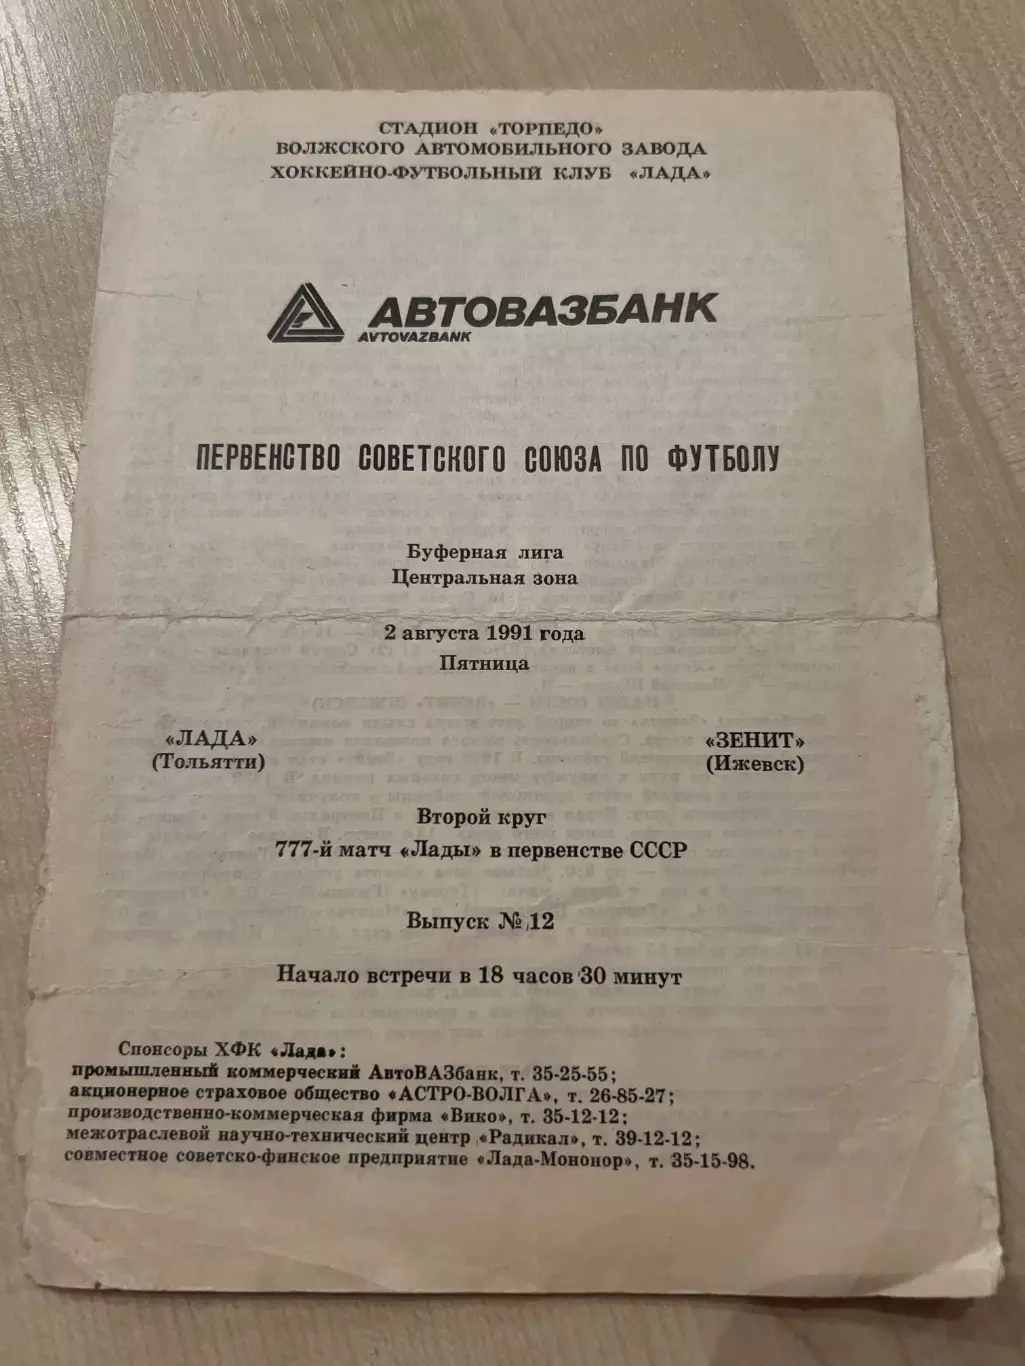 СТАДИОН «ТОРПЕДО»
ВОЛЖСКОГО АВТОМОБИЛЬНОГО ЗАВОДА
ХОККЕЙНО-ФУТБОЛЬНЫЙ КЛУБ «ЛАДА»
АВТОВАЗБАНК
AVTOVAZBANK
ПЕРВЕНСТВО СОВЕТСКОГО СОЮЗА ПО ФУТБОЛУ
Буферная лига
Центральная зона
2 августа 1991 года
Пятница
«ЛАДА» «ЗЕНИТ»
(Тольятти) (Ижевск)
Второй круг
777-й матч «Лады» в первенстве СССР
Выпуск № 12
Начало встречи в 18 часов 30 минут
Спонсоры ХФК «Лада»:
промышленный коммерческий АвтоВАЗбанк, т. 35-25-55;
акционерное страховое общество «АСТРО-ВОЛГА», т. 26-85-27;
производственно-коммерческая фирма «Вико», т. 35-12-12;
межотраслевой научно-технический центр «Радикал», т. 39-12-12;
совместное советско-финское предприятие «Лада-Мононор», т. 35-15-98.